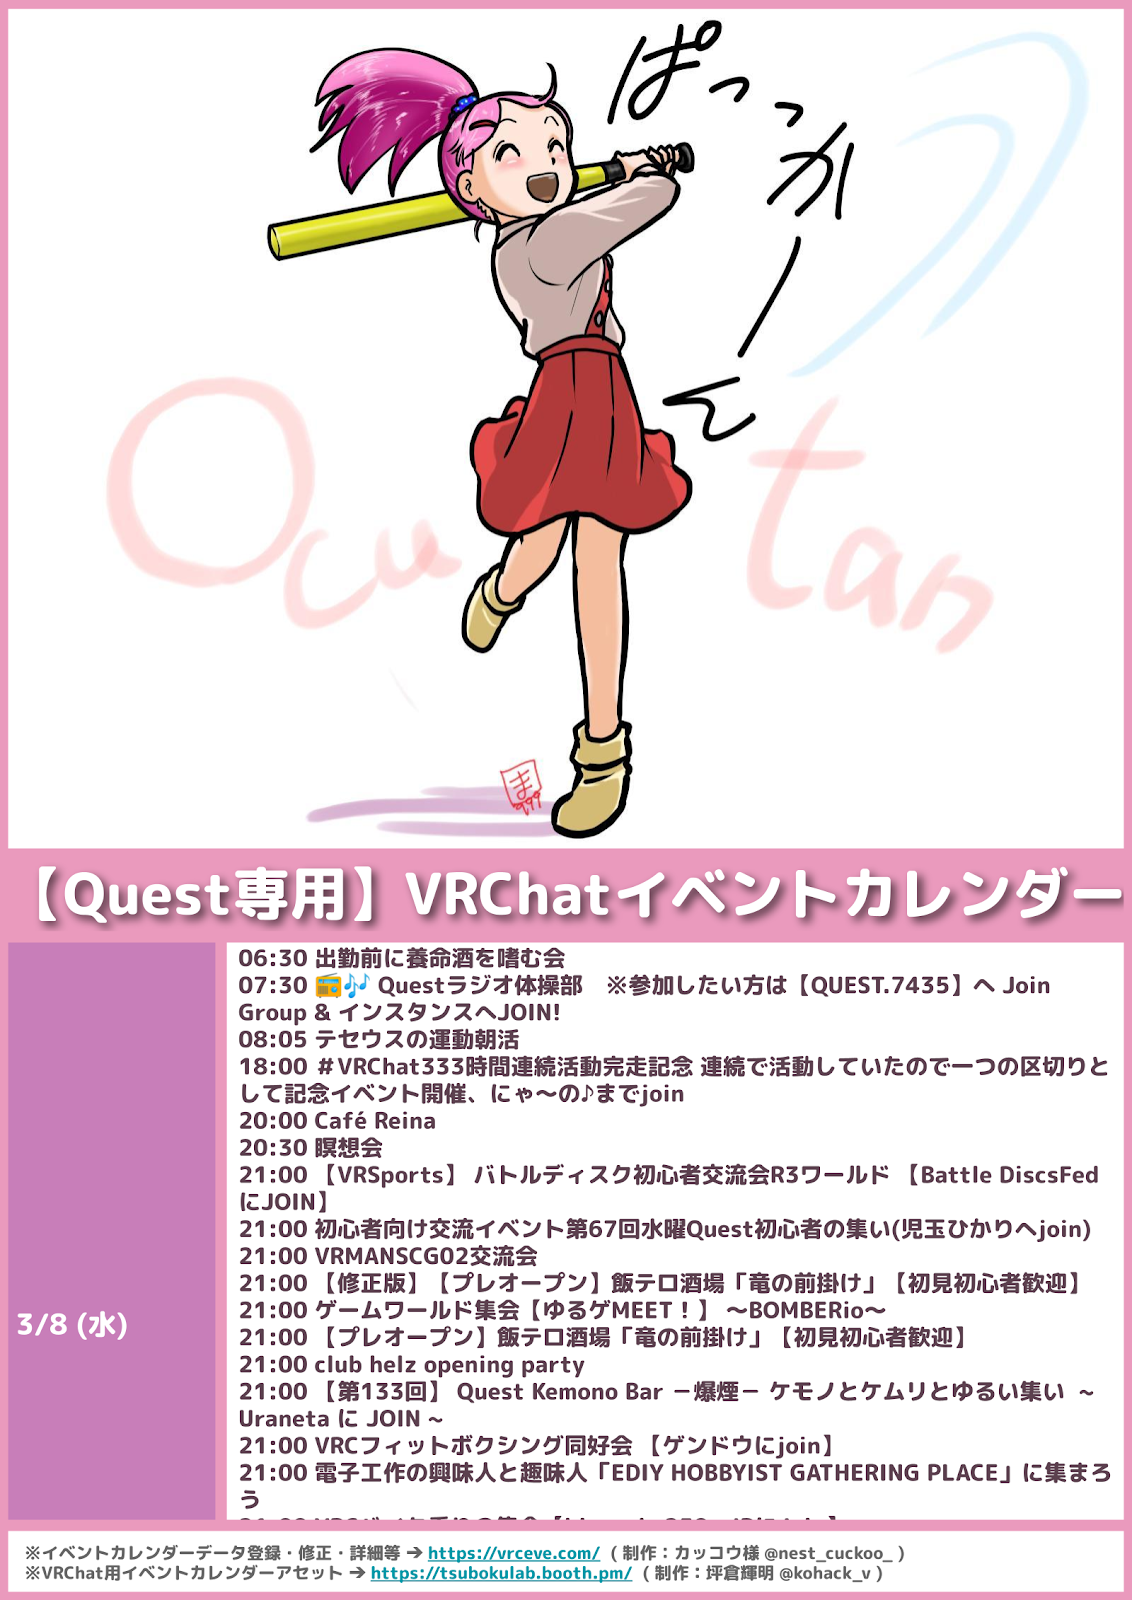 ぱっっかーん
Ocu tan
ま
999
【Quest専用】VRChatイベントカレンダー
3/8 (水)
06:30 出勤前に養命酒を嗜む会
07:30 📻🎶 Questラジオ体操部　※参加したい方は【QUEST.7435】へ Join
Group & インスタンスへJOIN!
08:05 テセウスの運動朝活
18:00 ＃VRChat333時間連続活動完走記念 連続で活動していたので一つの区切りと
して記念イベント開催、にゃ～の♪までjoin
20:00 Café Reina
20:30 瞑想会
21:00 【VRSports】 バトルディスク初心者交流会R3ワールド 【Battle DiscsFed
にJOIN】
21:00 初心者向け交流イベント第67回水曜Quest初心者の集い(児玉ひかりへjoin)
21:00 VRMANSCG02交流会
21:00 【修正版】【プレオープン】飯テロ酒場「竜の前掛け」【初見初心者歓迎】
21:00 ゲームワールド集会【ゆるゲMEET！】 ～BOMBERio～
21:00 【プレオープン】飯テロ酒場「竜の前掛け」【初見初心者歓迎】
21:00 club helz opening party
21:00 【第133回】 Quest Kemono Bar －爆煙－ ケモノとケムリとゆるい集い ~
Uraneta に JOIN ~
21:00 VRCフィットボクシング同好会 【ゲンドウにjoin】
21:00 電子工作の興味人と趣味人「EDIY HOBBYIST GATHERING PLACE」に集まろ
う
※イベントカレンダーデータ登録・修正・詳細等 ➔ https://vrceve.com/ ( 制作：カッコウ様 @nest_cuckoo_ )
※VRChat用イベントカレンダーアセット ➔ https://tsubokulab.booth.pm/ ( 制作：坪倉輝明 @kohack_v )